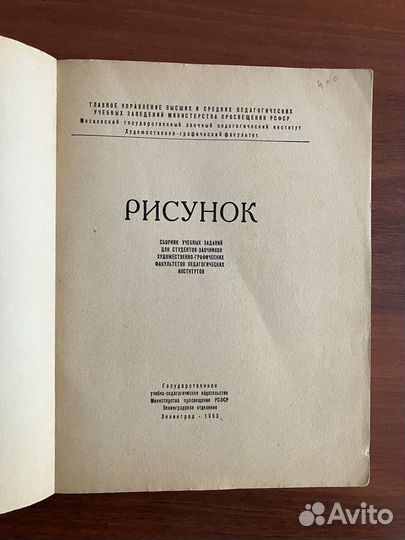 400
ГЛАВНОЕ УПРАВЛЕНИЕ ВЫСШИХ И СРЕДНИХ ПЕДАГОГИЧЕСКИХ
УЧЕБНЫХ ЗАВЕДЕНИЙ МИНИСТЕРСТВА ПРОСВЕЩЕНИЯ РСФСР
Московский государственный заочный педагогический институт
Художественно-графический факультет
РИСУНОК
СБОРНИК УЧЕБНЫХ ЗАДАНИЙ
ДЛЯ СТУДЕНТОВ-ЗАОЧНИКОВ
ХУДОЖЕСТВЕННО-ГРАФИЧЕСКИХ
ФАКУЛЬТЕТОВ ПЕДАГОГИЧЕСКИХ
ИНСТИТУТОВ
Государственное
учебно-педагогическое издательство
Министерства просвещения РСФСР
Ленинградское отделение
Ленинград - 1963
Avito